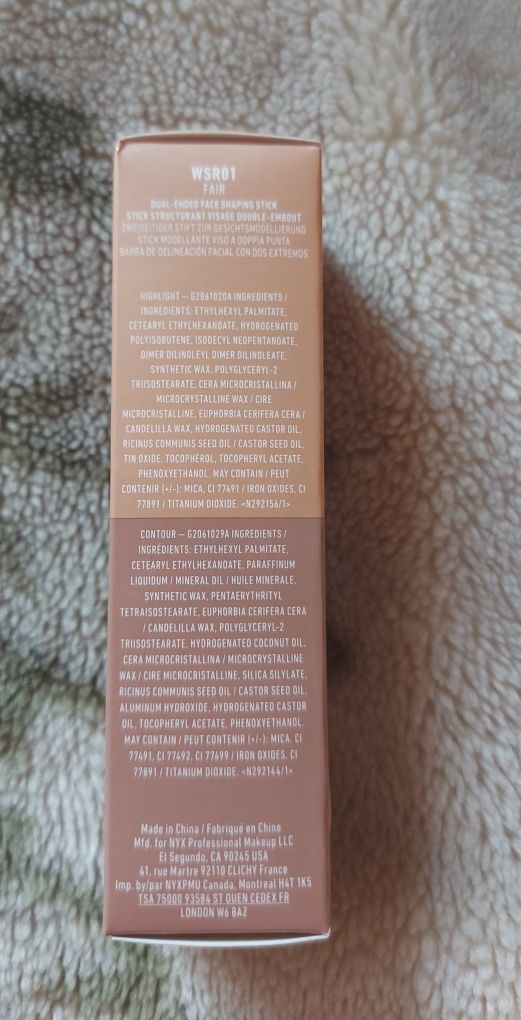 WSR01
FAIR
DUAL-ENDED FACE SHAPING STICK
STICK STRUCTURANT VISAGE DOUBLE-EMBOUT
ZWEISEITIGER STIFT ZUR GESICHTSMODELLIERUNG
STICK MODELLANTE VISO A DOPPIA PUNTA
BARRA DE DELINEACIÓN FACIAL CON DOS EXTREMOS
HIGHLIGHT – G2061020A INGREDIENTS /
INGRÉDIENTS: ETHYLHEXYL PALMITATE,
CETEARYL ETHYLHEXANOATE, HYDROGENATED
POLYISOBUTENE, ISODECYL NEOPENTANOATE,
DIMER DILINOLEYL DIMER DILINOLEATE,
SYNTHETIC WAX, POLYGLYCERYL-2
TRIISOSTEARATE, CERA MICROCRISTALLINA /
MICROCRYSTALLINE WAX / CIRE
MICROCRISTALLINE, EUPHORBIA CERIFERA CERA /
CANDELILLA WAX, HYDROGENATED CASTOR OIL,
RICINUS COMMUNIS SEED OIL / CASTOR SEED OIL,
TIN OXIDE, TOCOPHEROL, TOCOPHERYL ACETATE,
PHENOXYETHANOL. MAY CONTAIN / PEUT
CONTENIR (+/-): MICA, CI 77491 / IRON OXIDES, CI
77891 / TITANIUM DIOXIDE. <N292156/1>
CONTOUR – G2061029A INGREDIENTS /
INGRÉDIENTS: ETHYLHEXYL PALMITATE,
CETEARYL ETHYLHEXANOATE, PARAFFINUM
LIQUIDUM / MINERAL OIL / HUILE MINERALE,
SYNTHETIC WAX, PENTAERYTHRITYL
TETRAISOSTEARATE, EUPHORBIA CERIFERA CERA
/ CANDELILLA WAX, POLYGLYCERYL-2
TRIISOSTEARATE, HYDROGENATED COCONUT OIL,
CERA MICROCRISTALLINA / MICROCRYSTALLINE
WAX / CIRE MICROCRISTALLINE, SILICA SILYLATE,
RICINUS COMMUNIS SEED OIL / CASTOR SEED OIL,
ALUMINUM HYDROXIDE, HYDROGENATED CASTOR
OIL, TOCOPHERYL ACETATE, PHENOXYETHANOL.
MAY CONTAIN / PEUT CONTENIR (+/-): MICA, CI
77491, CI 77492, CI 77499 / IRON OXIDES, CI
77891 / TITANIUM DIOXIDE. <N292144/1>
Made in China / Fabriqué en Chine
Mfd. for NYX Professional Makeup LLC
El Segundo, CA 90245 USA
41, rue Martre 92110 CLICHY France
Imp. by/par NYXPMU Canada, Montreal H4T 1K5
TSA 75000 93584 ST OUEN CEDEX FR
LONDON W6 8AZ